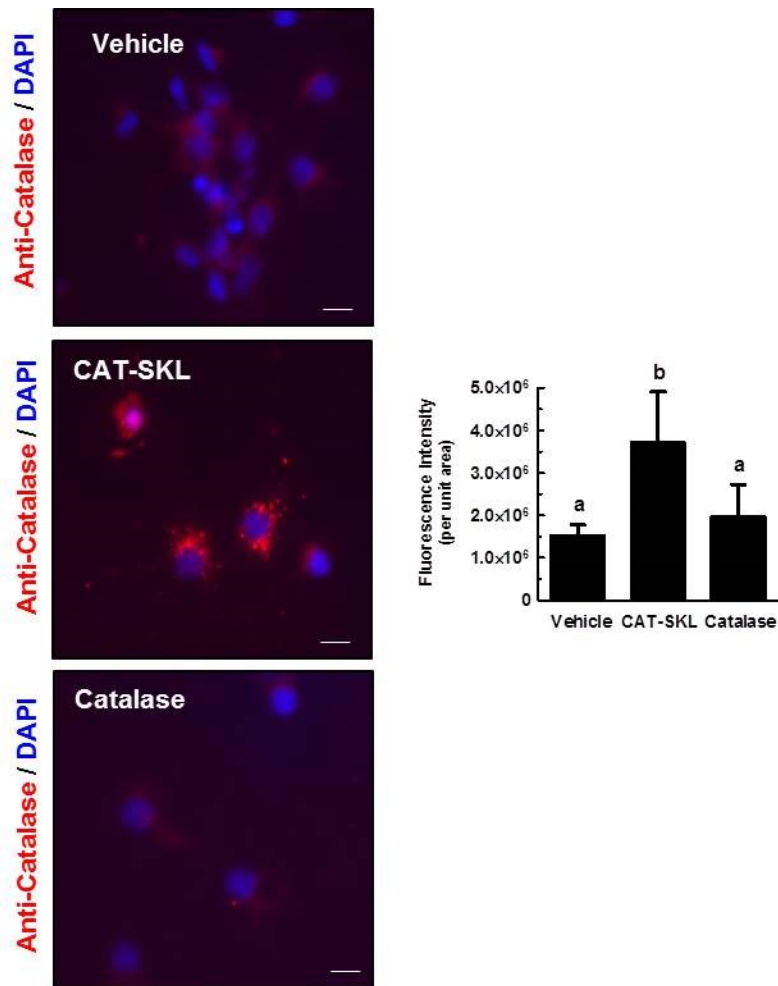 Anti-Catalase / DAPI
Vehicle
Anti-Catalase / DAPI
CAT-SKL
Anti-Catalase / DAPI
Catalase
Fluorescence Intensity
(per unit area)
5.0×10⁶
4.0×10⁶
3.0×10⁶
2.0×10⁶
1.0×10⁶
0
a
b
a
Vehicle CAT-SKL Catalase